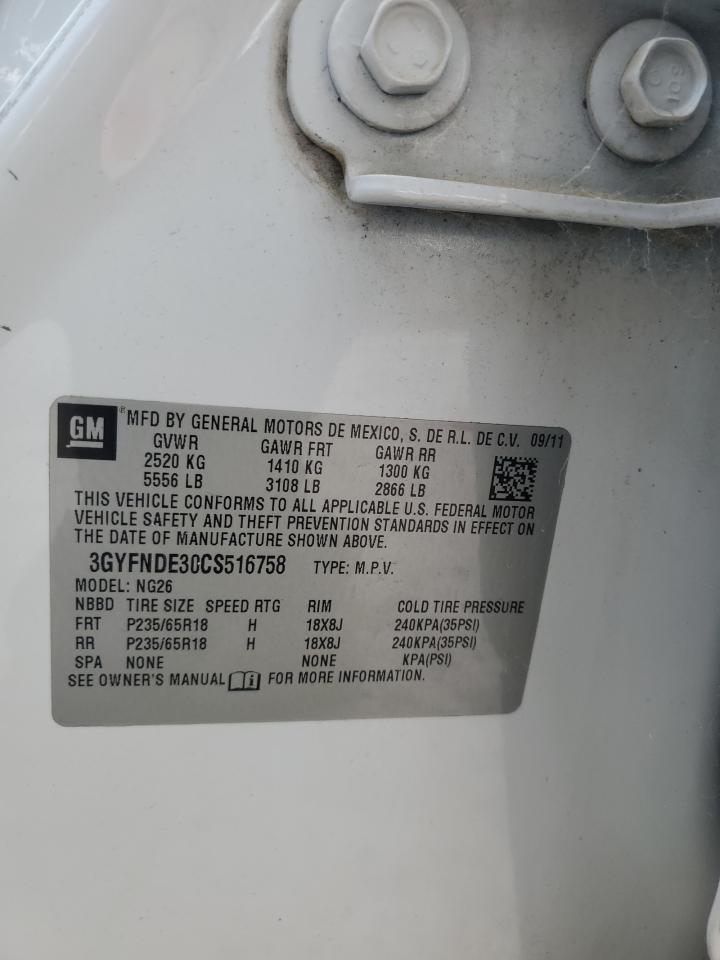 GM
® MFD BY GENERAL MOTORS DE MEXICO, S. DE R.L. DE C.V. 09/11
GVWR GAWR FRT GAWR RR
2520 KG 1410 KG 1300 KG
5556 LB 3108 LB 2866 LB
THIS VEHICLE CONFORMS TO ALL APPLICABLE U.S. FEDERAL MOTOR
VEHICLE SAFETY AND THEFT PREVENTION STANDARDS IN EFFECT ON
THE DATE OF MANUFACTURE SHOWN ABOVE.
3GYFNDE30CS516758 TYPE: M.P.V.
MODEL: NG26
NBBD TIRE SIZE SPEED RTG RIM COLD TIRE PRESSURE
FRT P235/65R18 H 18X8J 240KPA(35PSI)
RR P235/65R18 H 18X8J 240KPA(35PSI)
SPA NONE NONE KPA(PSI)
SEE OWNER'S MANUAL i FOR MORE INFORMATION.